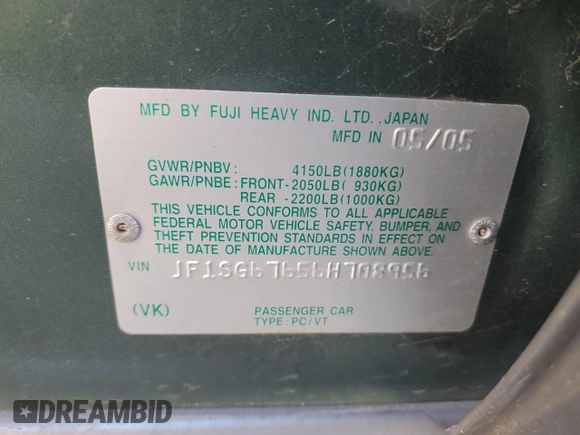 MFD BY FUJI HEAVY IND. LTD., JAPAN
MFD IN 05/05
GVWR/PNBV: 4150LB(1880KG)
GAWR/PNBE: FRONT-2050LB( 930KG)
REAR -2200LB(1000KG)
THIS VEHICLE CONFORMS TO ALL APPLICABLE
FEDERAL MOTOR VEHICLE SAFETY, BUMPER, AND
THEFT PREVENTION STANDARDS IN EFFECT ON
THE DATE OF MANUFACTURE SHOWN ABOVE.
VIN JF1SG67656H708956
(VK) PASSENGER CAR
TYPE: PC/VT
DREAMBID